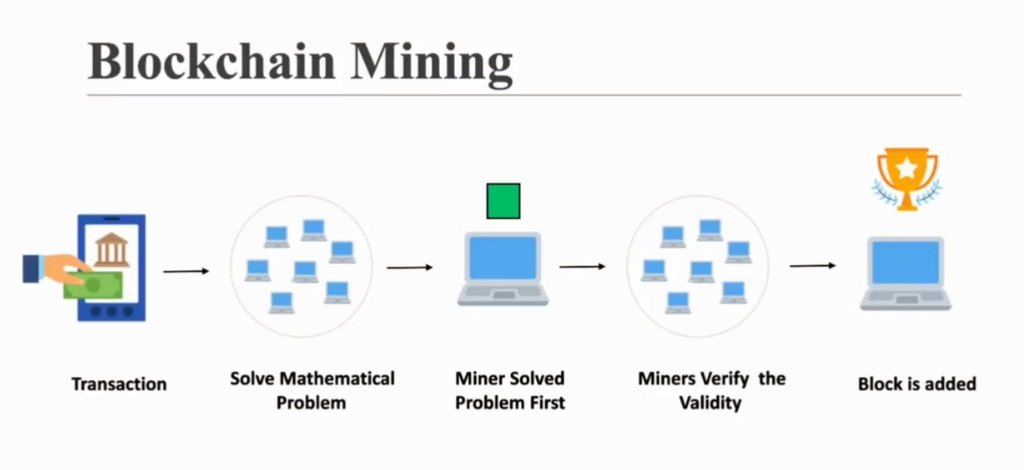 Blockchain Mining
Transaction
Solve Mathematical
Problem
Miner Solved
Problem First
Miners Verify the
Validity
Block is added